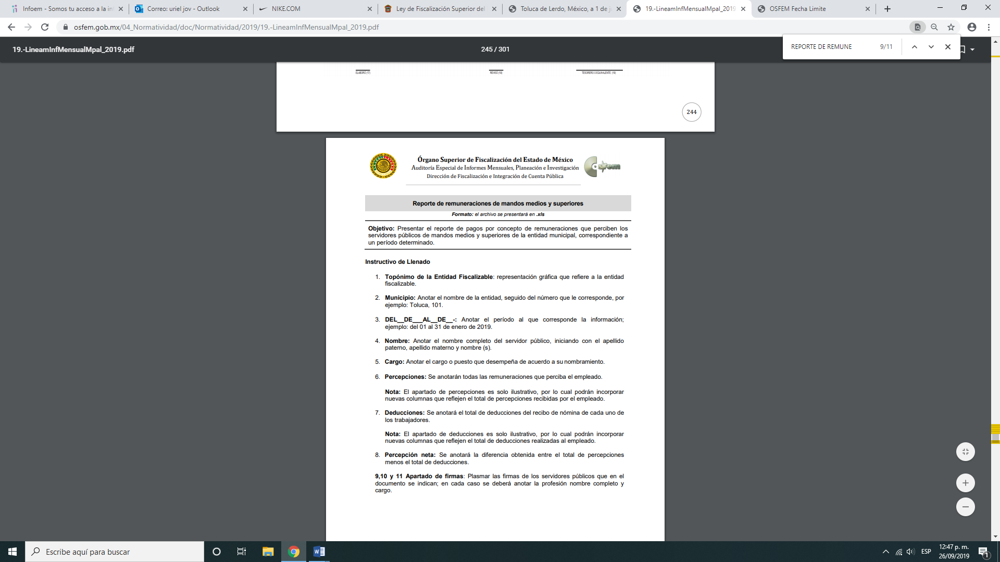 Infoem - Somos tu acceso a la in
Correo: uriel jov - Outlook
NIKE.COM
Ley de Fiscalización Superior del
Toluca de Lerdo, México, a 1 de ju
19.-LineamInfMensualMpal_2019
OSFEM Fecha Limite
osfem.gob.mx/04_Normatividad/doc/Normatividad/2019/19.-LineamInfMensualMpal_2019.pdf
19.-LineamInfMensualMpal_2019.pdf
245 / 301
REPORTE DE REMUNE
9/11
ELABORÓ (17)
REVISÓ (18)
TESORERO O EQUIVALENTE (19)
244
Órgano Superior de Fiscalización del Estado de México
Auditoría Especial de Informes Mensuales, Planeación e Investigación
Dirección de Fiscalización e Integración de Cuenta Pública
osfem
Reporte de remuneraciones de mandos medios y superiores
Formato: el archivo se presentará en .xls
Objetivo: Presentar el reporte de pagos por concepto de remuneraciones que perciben los
servidores públicos de mandos medios y superiores de la entidad municipal, correspondiente a
un período determinado.
Instructivo de Llenado
1. Topónimo de la Entidad Fiscalizable: representación gráfica que refiere a la entidad
fiscalizable.
2. Municipio: Anotar el nombre de la entidad, seguido del número que le corresponde, por
ejemplo: Toluca, 101.
3. DEL__DE___AL__DE__-: Anotar el período al que corresponde la información;
ejemplo: del 01 al 31 de enero de 2019.
4. Nombre: Anotar el nombre completo del servidor público, iniciando con el apellido
paterno, apellido materno y nombre (s).
5. Cargo: Anotar el cargo o puesto que desempeña de acuerdo a su nombramiento.
6. Percepciones: Se anotarán todas las remuneraciones que perciba el empleado.
Nota: El apartado de percepciones es solo ilustrativo, por lo cual podrán incorporar
nuevas columnas que reflejen el total de percepciones recibidas por el empleado.
7. Deducciones: Se anotará el total de deducciones del recibo de nómina de cada uno de
los trabajadores.
Nota: El apartado de deducciones es solo ilustrativo, por lo cual podrán incorporar
nuevas columnas que reflejen el total de deducciones realizadas al empleado.
8. Percepción neta: Se anotará la diferencia obtenida entre el total de percepciones
menos el total de deducciones.
9,10 y 11 Apartado de firmas: Plasmar las firmas de los servidores públicos que en el
documento se indican; en cada caso se deberá anotar la profesión nombre completo y
cargo.
Escribe aquí para buscar
ESP
12:47 p. m.
26/09/2019
1